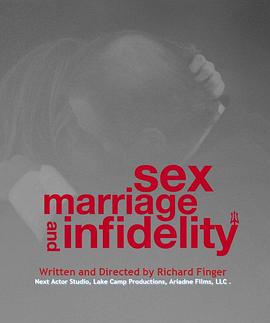 sex
marriage
and infidelity
Written and Directed by Richard Finger
Next Actor Studio, Lake Camp Productions, Ariadne Films, LLC .